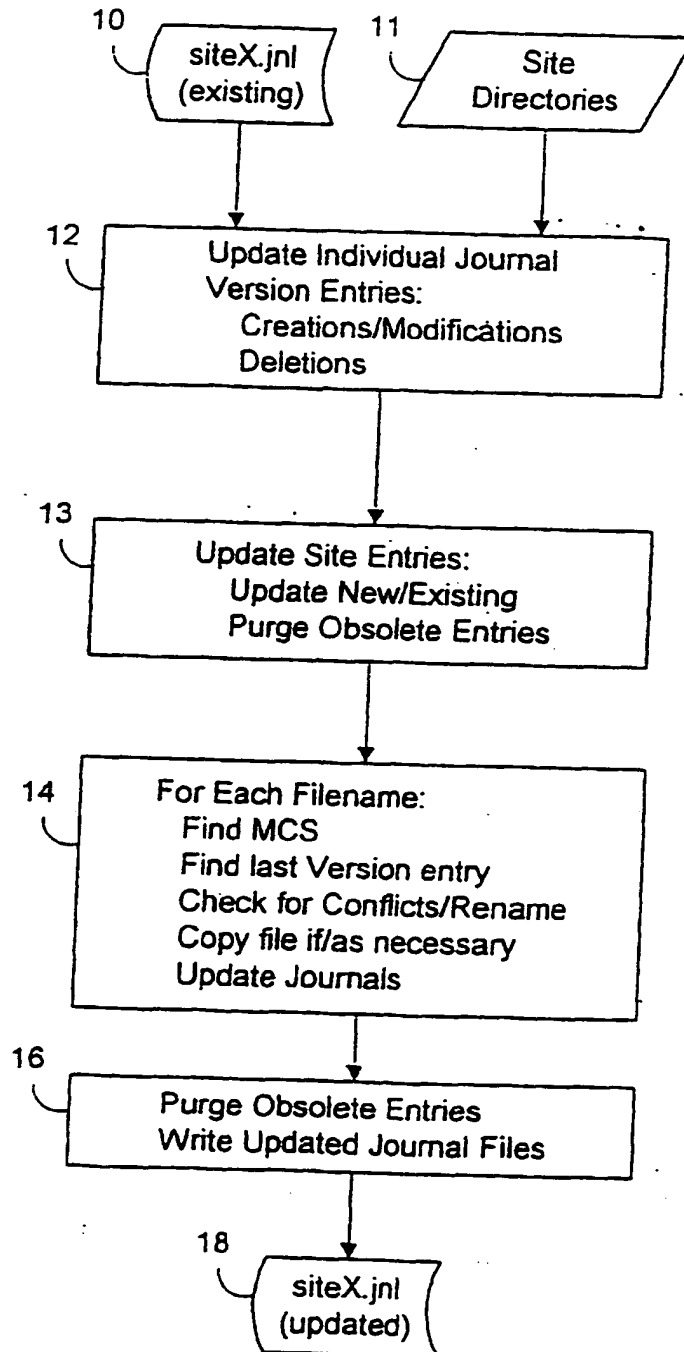 10
siteX.jnl
(existing)
11
Site
Directories
12
Update Individual Journal
Version Entries:
Creations/Modifications
Deletions
13
Update Site Entries:
Update New/Existing
Purge Obsolete Entries
14
For Each Filename:
Find MCS
Find last Version entry
Check for Conflicts/Rename
Copy file if/as necessary
Update Journals
16
Purge Obsolete Entries
Write Updated Journal Files
18
siteX.jnl
(updated)